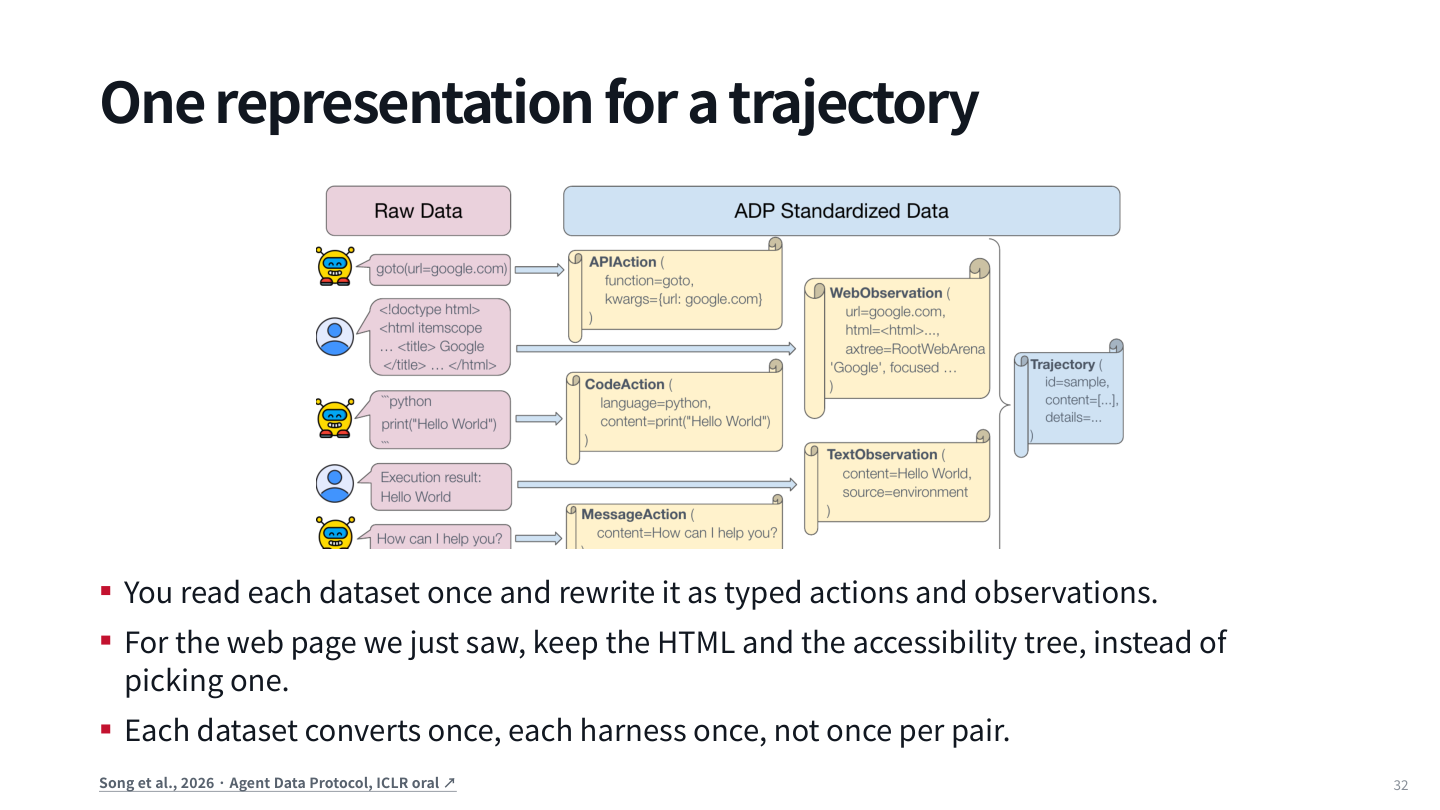 One representation for a trajectory
Raw Data
ADP Standardized Data
goto(url=google.com)
<!doctype html>
<html itemscope
… <title> Google
</title> … </html>
```python
print("Hello World")
```
Execution result:
Hello World
How can I help you?
APIAction (
function=goto,
kwargs={url: google.com}
)
CodeAction (
language=python,
content=print("Hello World")
)
MessageAction (
content=How can I help you?
)
WebObservation (
url=google.com,
html=<html>...,
axtree=RootWebArena
'Google', focused …
)
TextObservation (
content=Hello World,
source=environment
)
Trajectory (
id=sample,
content=[...],
details=...
)
▪ You read each dataset once and rewrite it as typed actions and observations.
▪ For the web page we just saw, keep the HTML and the accessibility tree, instead of
picking one.
▪ Each dataset converts once, each harness once, not once per pair.
Song et al., 2026 · Agent Data Protocol, ICLR oral ↗
32